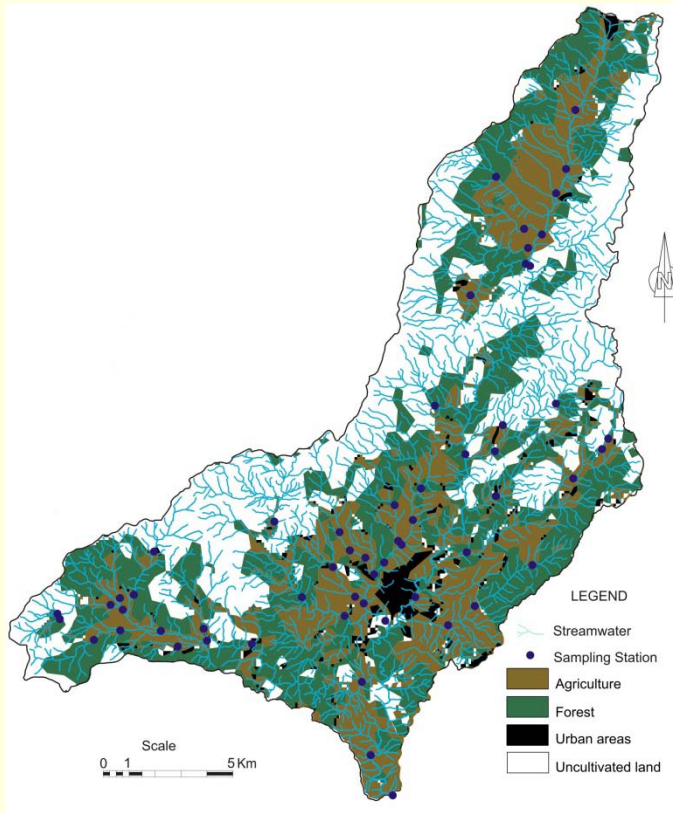 N
LEGEND
Streamwater
Sampling Station
Agriculture
Forest
Urban areas
Uncultivated land
Scale
0 1 5 Km